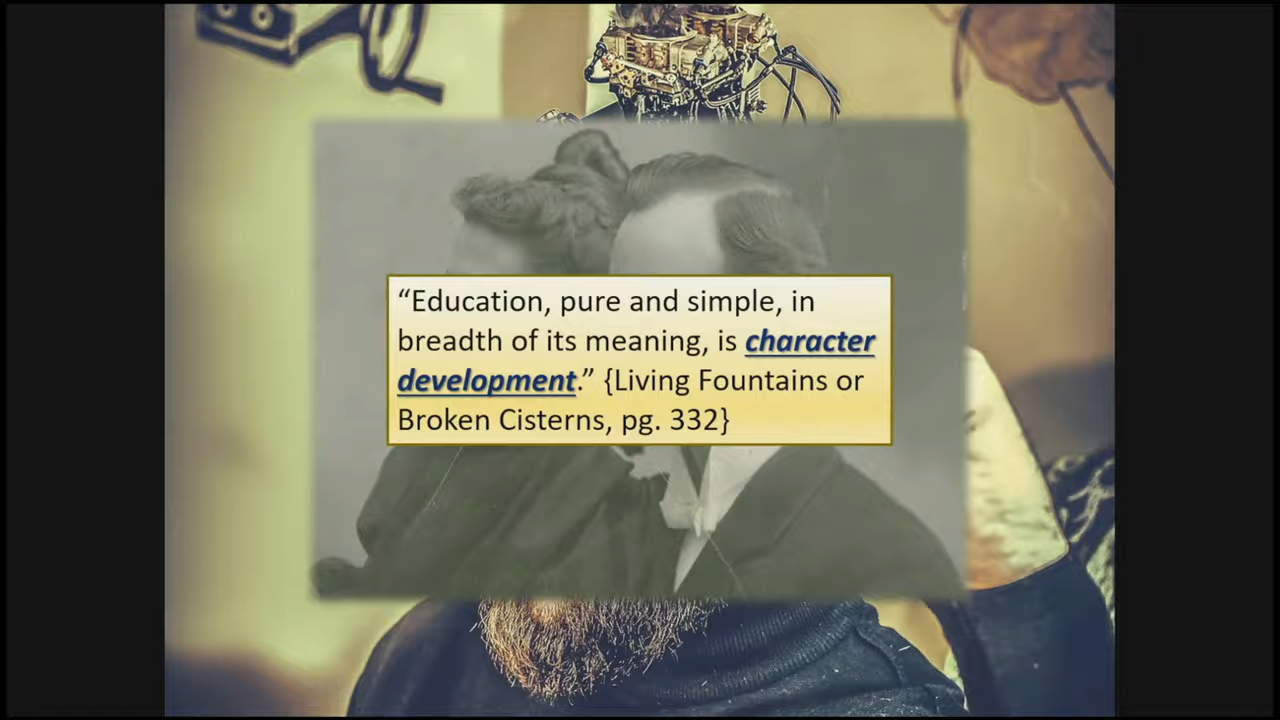 “Education, pure and simple, in
breadth of its meaning, is character
development.” {Living Fountains or
Broken Cisterns, pg. 332}